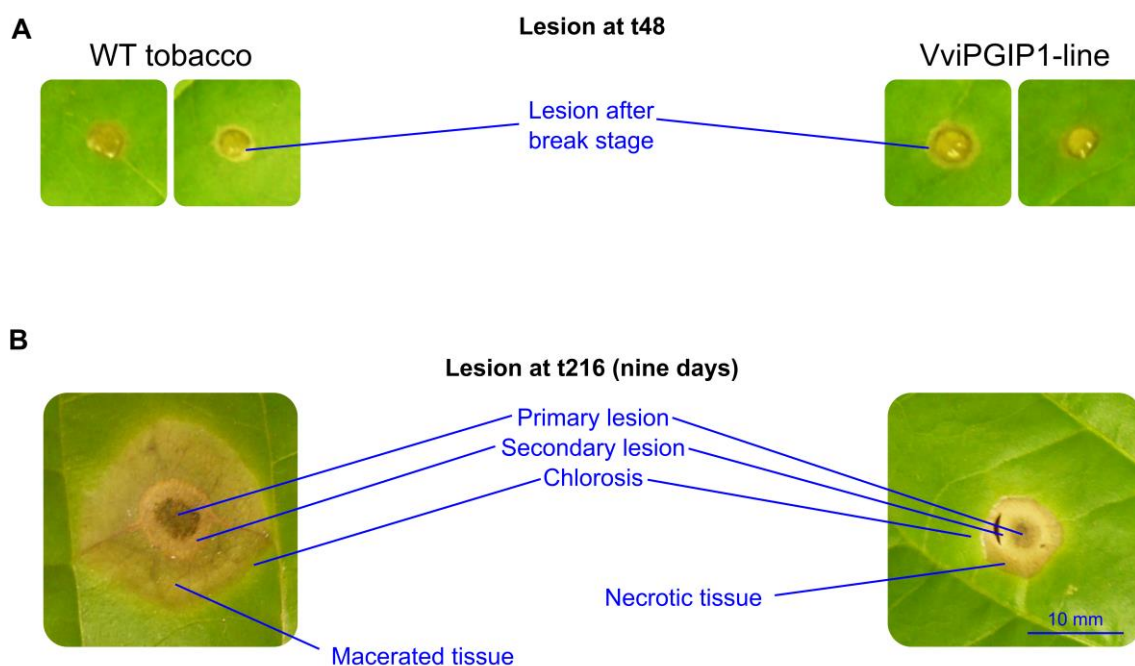 A
Lesion at t48
WT tobacco
VviPGIP1-line
Lesion after
break stage
B
Lesion at t216 (nine days)
Primary lesion
Secondary lesion
Chlorosis
Necrotic tissue
10 mm
Macerated tissue